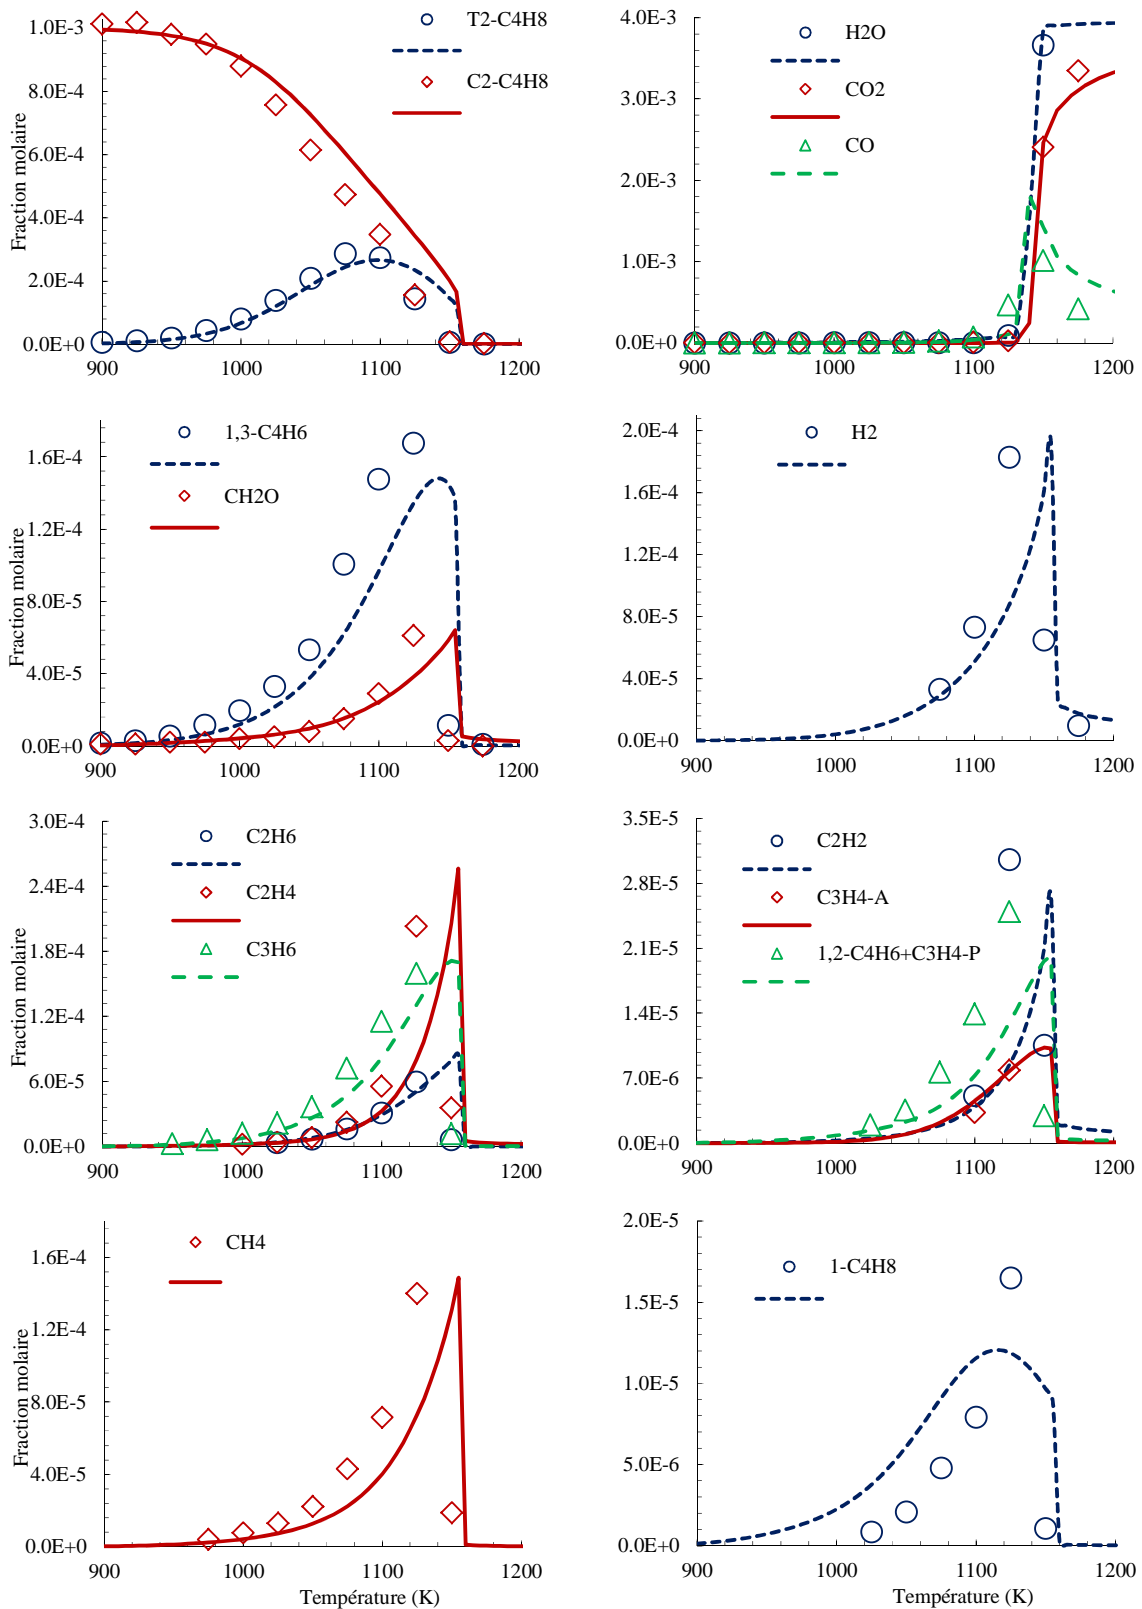 1.0E-3
8.0E-4
6.0E-4
4.0E-4
2.0E-4
0.0E+0
Fraction molaire
T2-C4H8
C2-C4H8
900
1000
1100
1200
4.0E-3
3.0E-3
2.0E-3
1.0E-3
0.0E+0
H2O
CO2
CO
900
1000
1100
1200
1.6E-4
1.2E-4
8.0E-5
4.0E-5
0.0E+0
Fraction molaire
1,3-C4H6
CH2O
900
1000
1100
1200
2.0E-4
1.6E-4
1.2E-4
8.0E-5
4.0E-5
0.0E+0
H2
900
1000
1100
1200
3.0E-4
2.4E-4
1.8E-4
1.2E-4
6.0E-5
0.0E+0
Fraction molaire
C2H6
C2H4
C3H6
900
1000
1100
1200
3.5E-5
2.8E-5
2.1E-5
1.4E-5
7.0E-6
0.0E+0
C2H2
C3H4-A
1,2-C4H6+C3H4-P
900
1000
1100
1200
1.6E-4
1.2E-4
8.0E-5
4.0E-5
0.0E+0
Fraction molaire
CH4
900
1000
1100
1200
Température (K)
2.0E-5
1.5E-5
1.0E-5
5.0E-6
0.0E+0
1-C4H8
900
1000
1100
1200
Température (K)